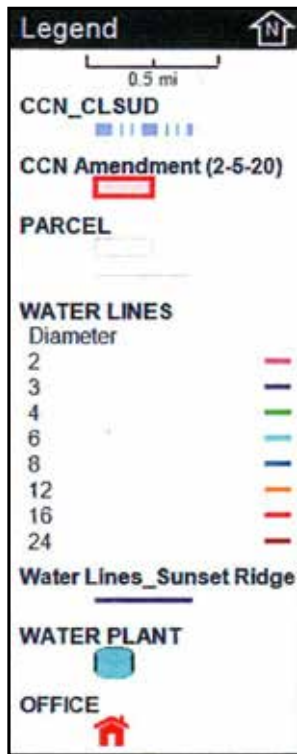 Legend N
0.5 mi
CCN_CLSUD
CCN Amendment (2-5-20)
PARCEL
WATER LINES
Diameter
2
3
4
6
8
12
16
24
Water Lines_Sunset Ridge
WATER PLANT
OFFICE